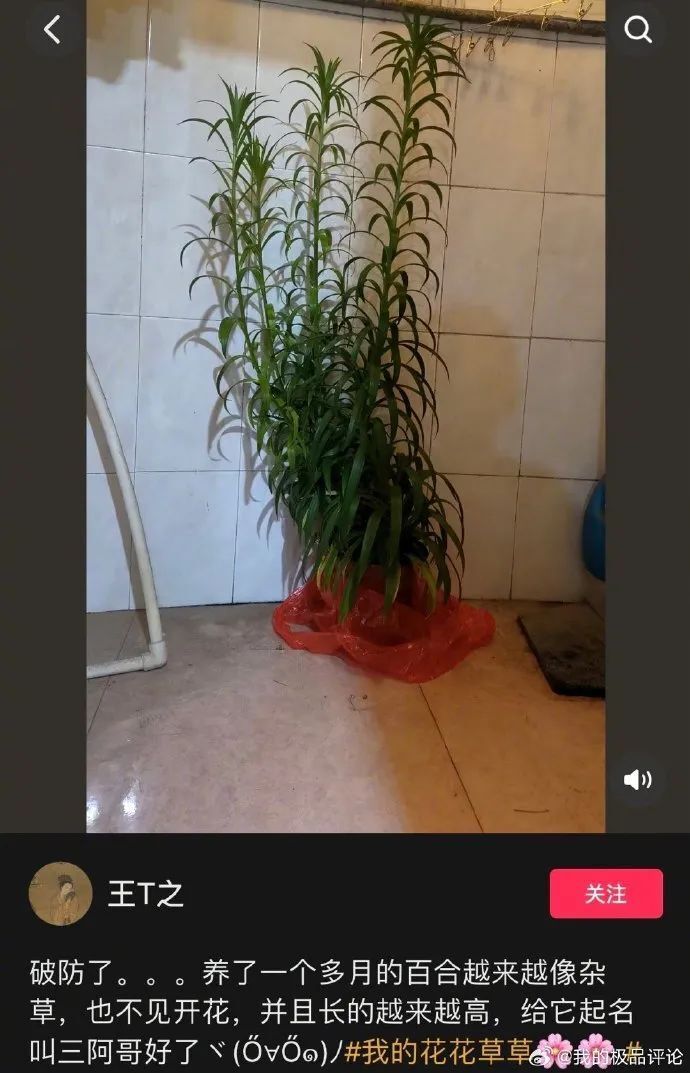 王T之
关注
破防了。。。养了一个多月的百合越来越像杂
草，也不见开花，并且长的越来越高，给它起名
叫三阿哥好了ヾ(Ő∀Ő๑)ﾉ#我的花花草草🌸🌸 #
@我的极品评论